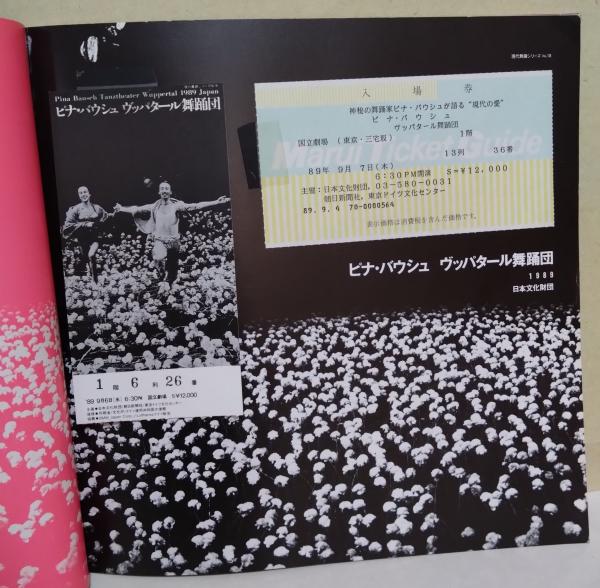 Pina Bausch Tanztheater Wuppertal 1989 Japan
ピナ・バウシュ ヴッパタール舞踊団
1階 6列 26番
'89 9月6日(水) 6:30PM 国立劇場 S¥12,000
現代舞踊シリーズ No.18
入場券
神秘の舞踊家ピナ・バウシュが語る“現代の愛”
ピナ・バウシュ
ヴッパタール舞踊団
国立劇場 (東京・三宅坂) 1階
13列 36番
89年 9月 7日(木)
6:30PM開演 S=¥12,000
主催:日本文化財団, 03-580-0031
朝日新聞社, 東京ドイツ文化センター
89. 9. 4 70-0000564
表示価格は消費税を含んだ価格です。
Ticket Guide
ピナ・バウシュ ヴッパタール舞踊団
1989
日本文化財団